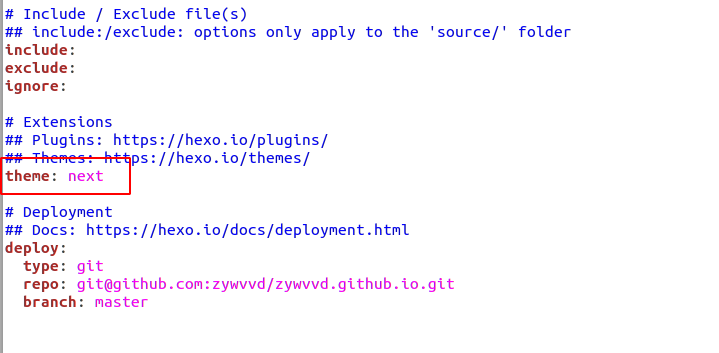 # Include / Exclude file(s)
## include:/exclude: options only apply to the 'source/' folder
include:
exclude:
ignore:
# Extensions
## Plugins: https://hexo.io/plugins/
## Themes: https://hexo.io/themes/
theme: next
# Deployment
## Docs: https://hexo.io/docs/deployment.html
deploy:
  type: git
  repo: git@github.com:zywvvd/zywvvd.github.io.git
  branch: master